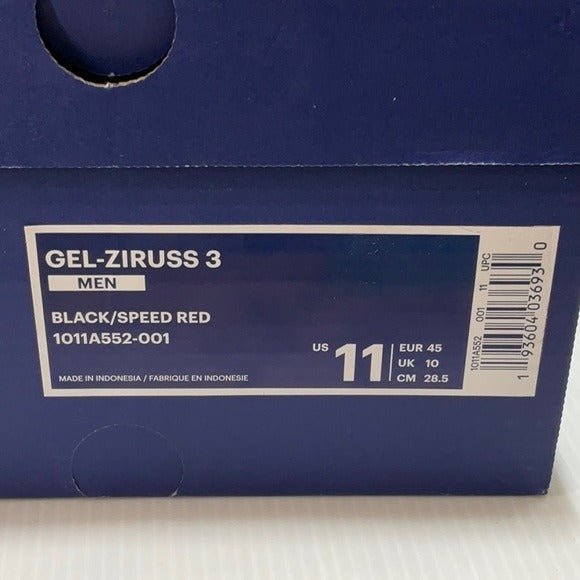 GEL-ZIRUSS 3
MEN
BLACK/SPEED RED
1011A552-001
MADE IN INDONESIA / FABRIQUE EN INDONESIE
US 11
EUR 45
UK 10
CM 28.5
1011A552 001 11 UPC
1 93604 03693 0